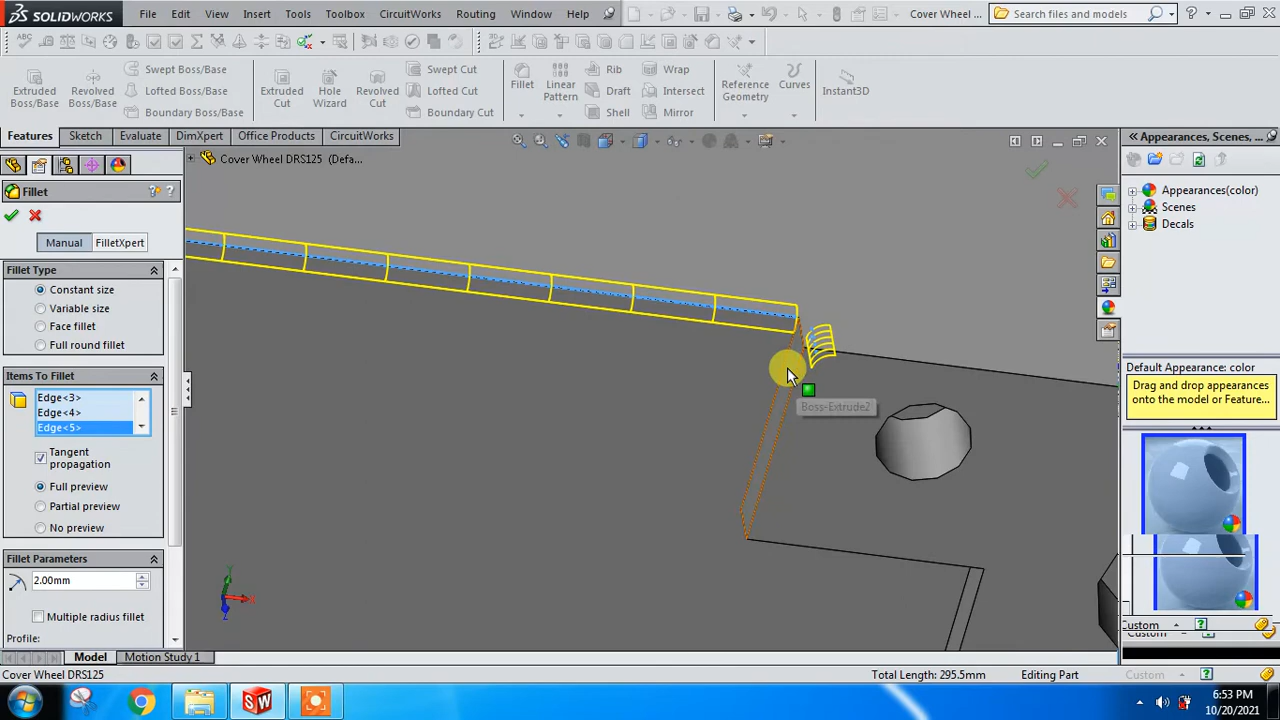 SOLIDWORKS File Edit View Insert Tools Toolbox CircuitWorks Routing Window Help Cover Wheel ... Search files and models
Extruded Boss/Base
Revolved Boss/Base
Swept Boss/Base
Lofted Boss/Base
Boundary Boss/Base
Extruded Cut
Hole Wizard
Revolved Cut
Swept Cut
Lofted Cut
Boundary Cut
Fillet
Linear Pattern
Rib
Draft
Shell
Wrap
Intersect
Mirror
Reference Geometry
Curves
Instant3D
Features Sketch Evaluate DimXpert Office Products CircuitWorks
Cover Wheel DRS125 (Defa...
Appearances, Scenes,
Fillet
Manual FilletXpert
Fillet Type
Constant size
Variable size
Face fillet
Full round fillet
Items To Fillet
Edge<3>
Edge<4>
Edge<5>
Tangent
propagation
Full preview
Partial preview
No preview
Fillet Parameters
2.00mm
Multiple radius fillet
Profile:
Boss-Extrude2
Y
X
Z
Appearances(color)
Scenes
Decals
Default Appearance: color
Drag and drop appearances
onto the model or Feature...
Custom
Custom
Model Motion Study 1
Cover Wheel DRS125 Total Length: 295.5mm Editing Part Custom
6:53 PM
10/20/2021